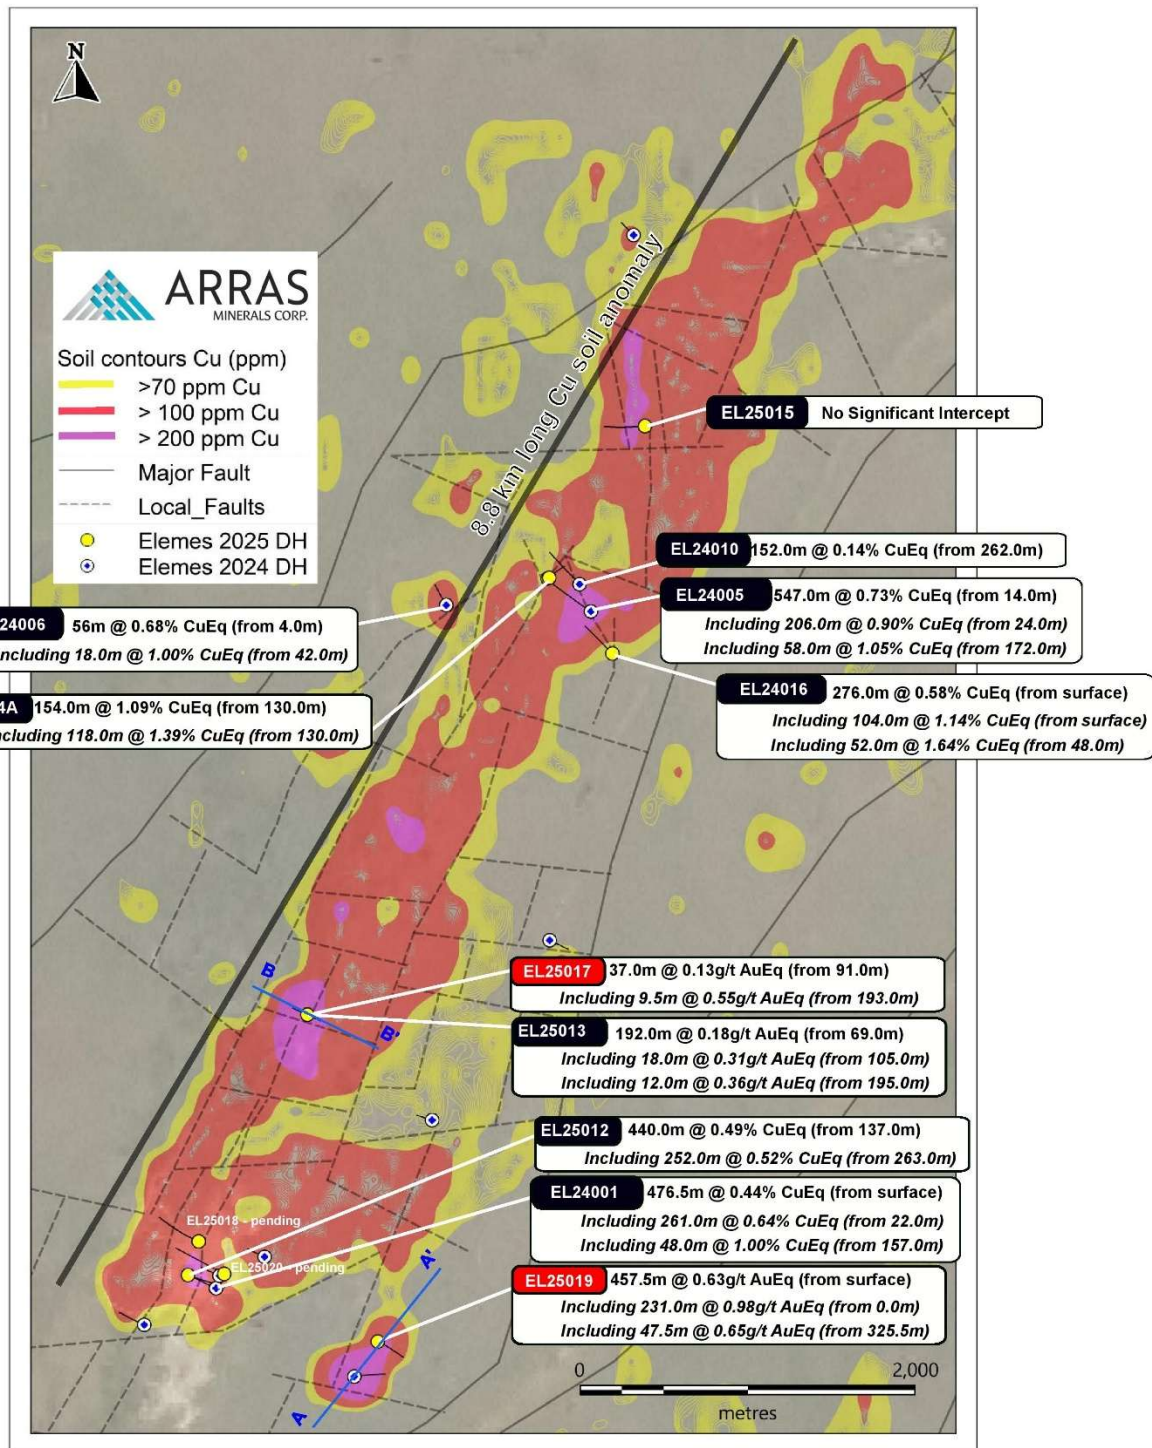 N
ARRAS
MINERALS CORP.
Soil contours Cu (ppm)
>70 ppm Cu
> 100 ppm Cu
> 200 ppm Cu
Major Fault
Local_Faults
Elemes 2025 DH
Elemes 2024 DH
8.8 km long Cu soil anomaly
EL25015 No Significant Intercept
EL24010 152.0m @ 0.14% CuEq (from 262.0m)
EL24005 547.0m @ 0.73% CuEq (from 14.0m)
Including 206.0m @ 0.90% CuEq (from 24.0m)
Including 58.0m @ 1.05% CuEq (from 172.0m)
24006 56m @ 0.68% CuEq (from 4.0m)
ncluding 18.0m @ 1.00% CuEq (from 42.0m)
EL24016 276.0m @ 0.58% CuEq (from surface)
Including 104.0m @ 1.14% CuEq (from surface)
Including 52.0m @ 1.64% CuEq (from 48.0m)
4A 154.0m @ 1.09% CuEq (from 130.0m)
ncluding 118.0m @ 1.39% CuEq (from 130.0m)
B
B'
EL25017 37.0m @ 0.13g/t AuEq (from 91.0m)
Including 9.5m @ 0.55g/t AuEq (from 193.0m)
EL25013 192.0m @ 0.18g/t AuEq (from 69.0m)
Including 18.0m @ 0.31g/t AuEq (from 105.0m)
Including 12.0m @ 0.36g/t AuEq (from 195.0m)
EL25012 440.0m @ 0.49% CuEq (from 137.0m)
Including 252.0m @ 0.52% CuEq (from 263.0m)
EL24001 476.5m @ 0.44% CuEq (from surface)
Including 261.0m @ 0.64% CuEq (from 22.0m)
Including 48.0m @ 1.00% CuEq (from 157.0m)
EL25018 - pending
EL25020 - pending
A'
EL25019 457.5m @ 0.63g/t AuEq (from surface)
Including 231.0m @ 0.98g/t AuEq (from 0.0m)
Including 47.5m @ 0.65g/t AuEq (from 325.5m)
A
0 2,000
metres